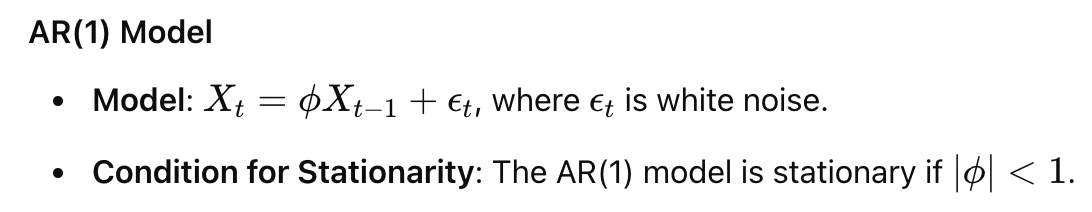 AR(1) Model
• Model: Xₜ = ϕXₜ₋₁ + ϵₜ, where ϵₜ is white noise.
• Condition for Stationarity: The AR(1) model is stationary if |ϕ| < 1.